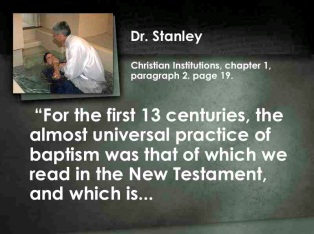 Dr. Stanley
Christian Institutions, chapter 1,
paragraph 2. page 19.
“For the first 13 centuries, the
almost universal practice of
baptism was that of which we
read in the New Testament,
and which is...